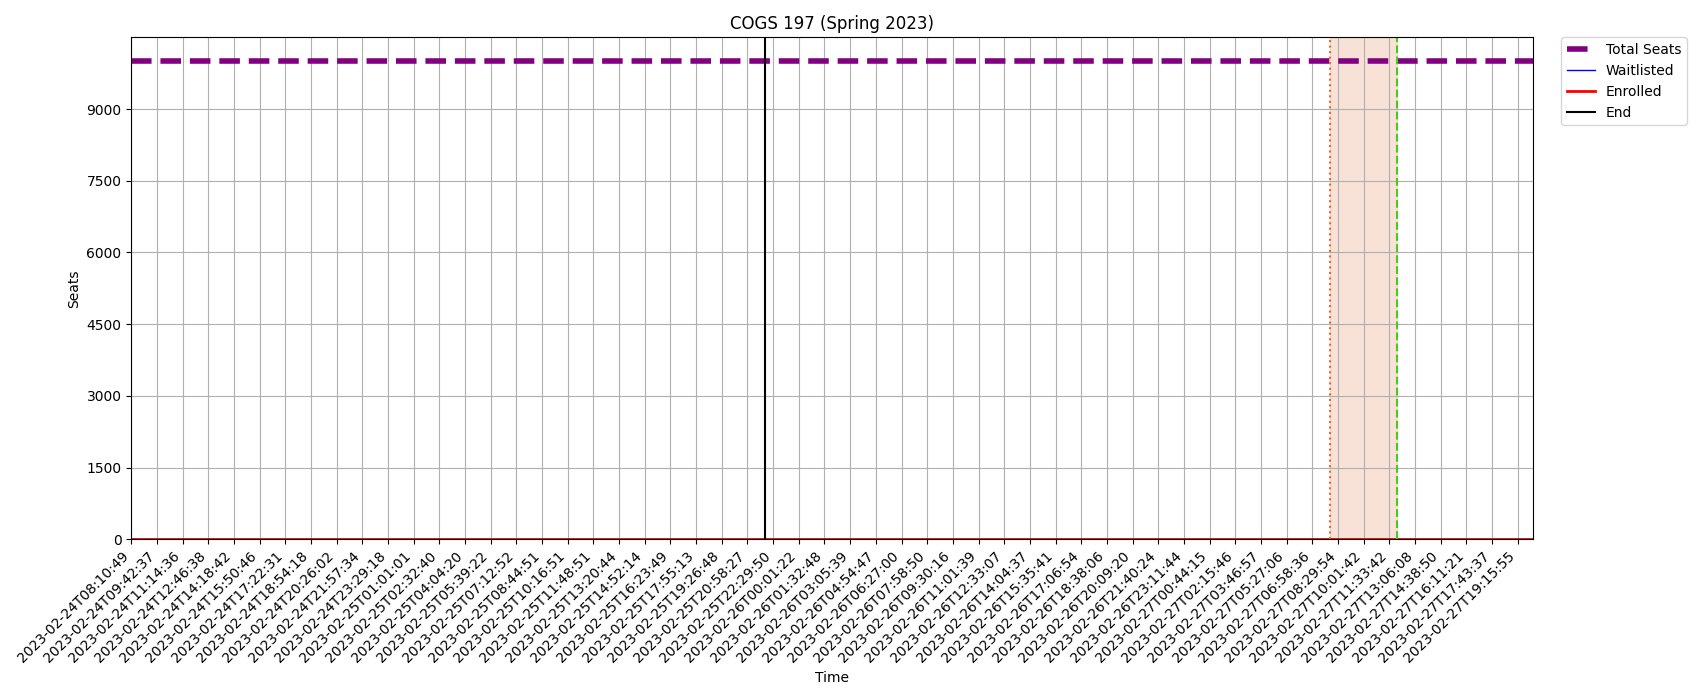 COGS 197 (Spring 2023)
Total Seats
Waitlisted
Enrolled
End
9000
7500
6000
4500
3000
1500
0
Seats
2023-02-24T08:10:49
2023-02-24T09:42:37
2023-02-24T11:14:36
2023-02-24T12:46:38
2023-02-24T14:18:42
2023-02-24T15:50:46
2023-02-24T17:22:31
2023-02-24T18:54:18
2023-02-24T20:26:02
2023-02-24T21:57:34
2023-02-24T23:29:18
2023-02-25T01:01:01
2023-02-25T02:32:40
2023-02-25T04:04:20
2023-02-25T05:39:22
2023-02-25T07:12:52
2023-02-25T08:44:51
2023-02-25T10:16:51
2023-02-25T11:48:51
2023-02-25T13:20:44
2023-02-25T14:52:14
2023-02-25T16:23:49
2023-02-25T17:55:13
2023-02-25T19:26:48
2023-02-25T20:58:27
2023-02-25T22:29:50
2023-02-26T00:01:22
2023-02-26T01:32:48
2023-02-26T03:05:39
2023-02-26T04:54:47
2023-02-26T06:27:00
2023-02-26T07:58:50
2023-02-26T09:30:16
2023-02-26T11:01:39
2023-02-26T12:33:07
2023-02-26T14:04:37
2023-02-26T15:35:41
2023-02-26T17:06:54
2023-02-26T18:38:06
2023-02-26T20:09:20
2023-02-26T21:40:24
2023-02-26T23:11:44
2023-02-27T00:44:15
2023-02-27T02:15:46
2023-02-27T03:46:57
2023-02-27T05:27:06
2023-02-27T06:58:36
2023-02-27T08:29:54
2023-02-27T10:01:42
2023-02-27T11:33:42
2023-02-27T13:06:08
2023-02-27T14:38:50
2023-02-27T16:11:21
2023-02-27T17:43:37
2023-02-27T19:15:55
Time